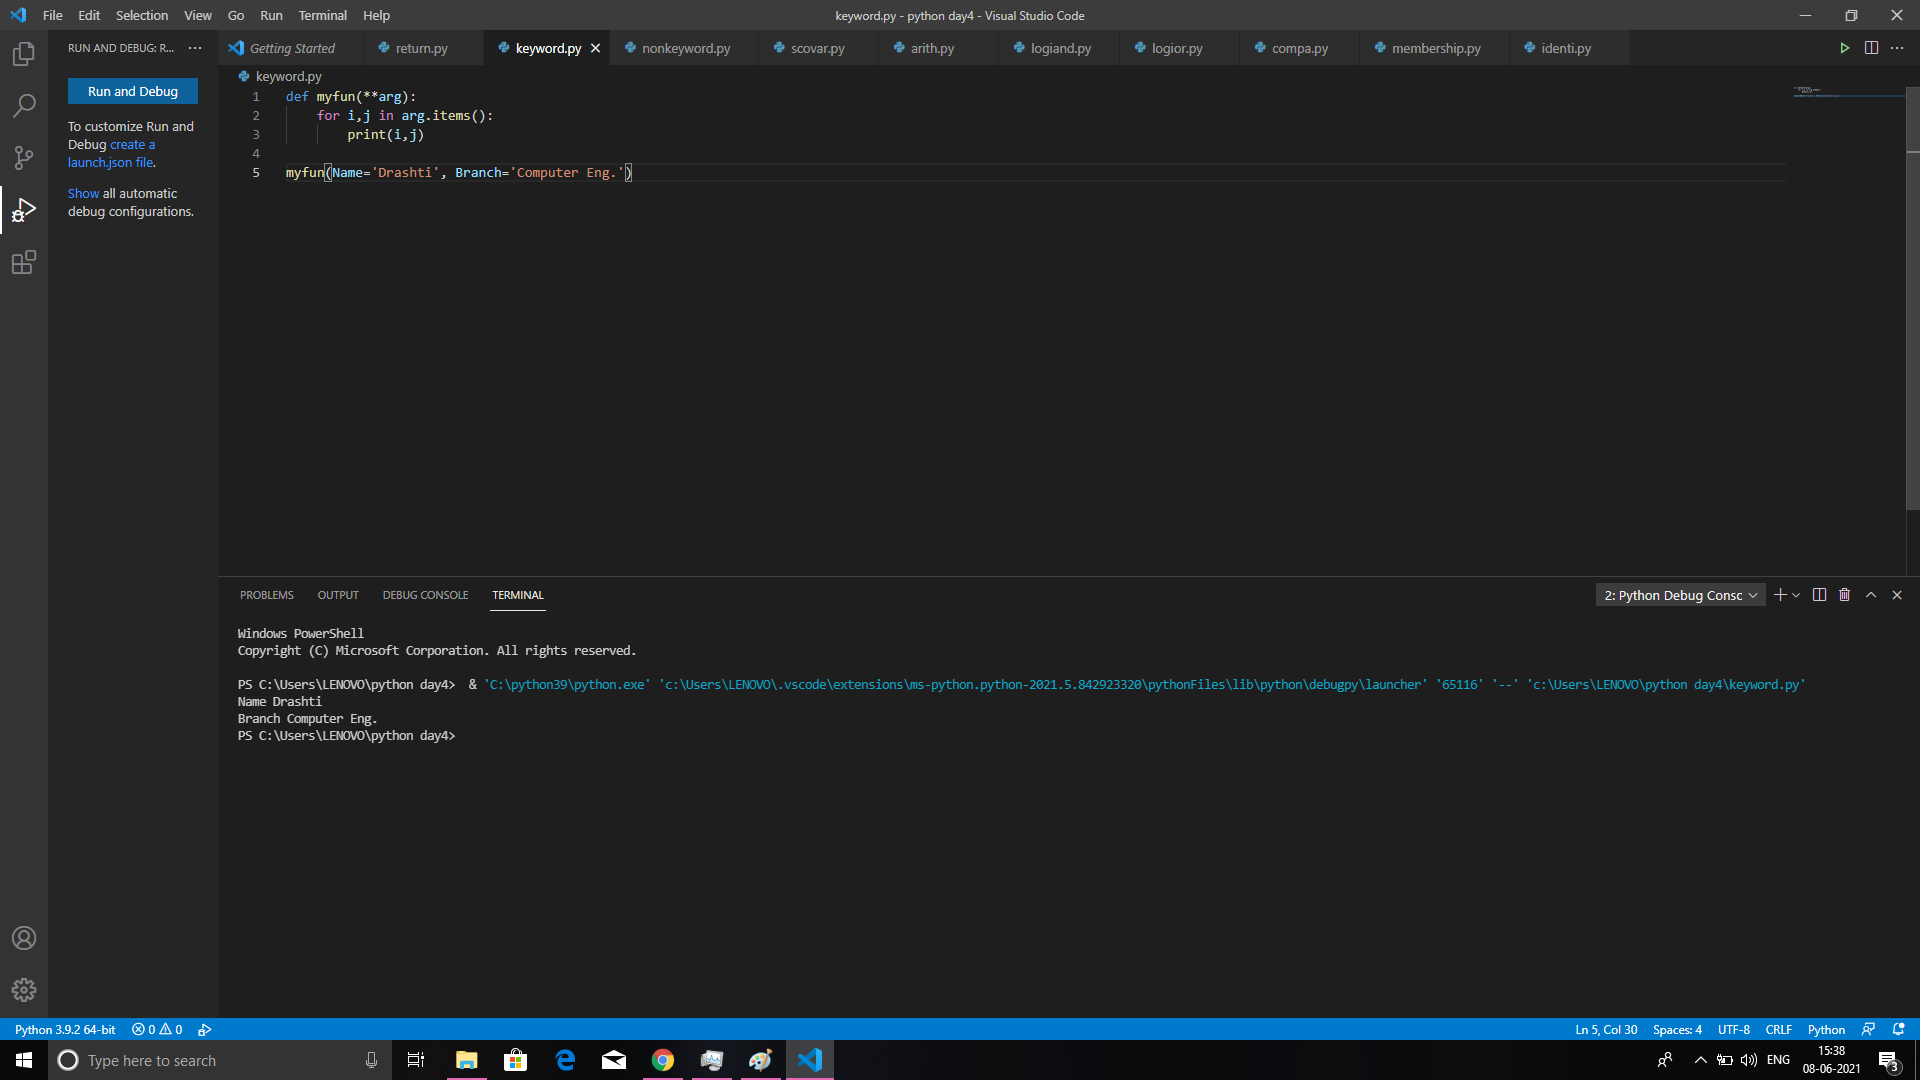 File Edit Selection View Go Run Terminal Help
keyword.py - python day4 - Visual Studio Code
RUN AND DEBUG: R...
Getting Started
return.py
keyword.py
nonkeyword.py
scovar.py
arith.py
logiand.py
logior.py
compa.py
membership.py
identi.py
Run and Debug
To customize Run and
Debug create a
launch.json file.
Show all automatic
debug configurations.
keyword.py
1 def myfun(**arg):
2 for i,j in arg.items():
3 print(i,j)
4
5 myfun(Name='Drashti', Branch='Computer Eng.')
PROBLEMS OUTPUT DEBUG CONSOLE TERMINAL
2: Python Debug Consc
Windows PowerShell
Copyright (C) Microsoft Corporation. All rights reserved.
PS C:\Users\LENOVO\python day4>  & 'C:\python39\python.exe' 'c:\Users\LENOVO\.vscode\extensions\ms-python.python-2021.5.842923320\pythonFiles\lib\python\debugpy\launcher' '65116' '--' 'c:\Users\LENOVO\python day4\keyword.py'
Name Drashti
Branch Computer Eng.
PS C:\Users\LENOVO\python day4>
Python 3.9.2 64-bit 0 0
Ln 5, Col 30 Spaces: 4 UTF-8 CRLF Python
Type here to search
ENG
15:38
08-06-2021
3